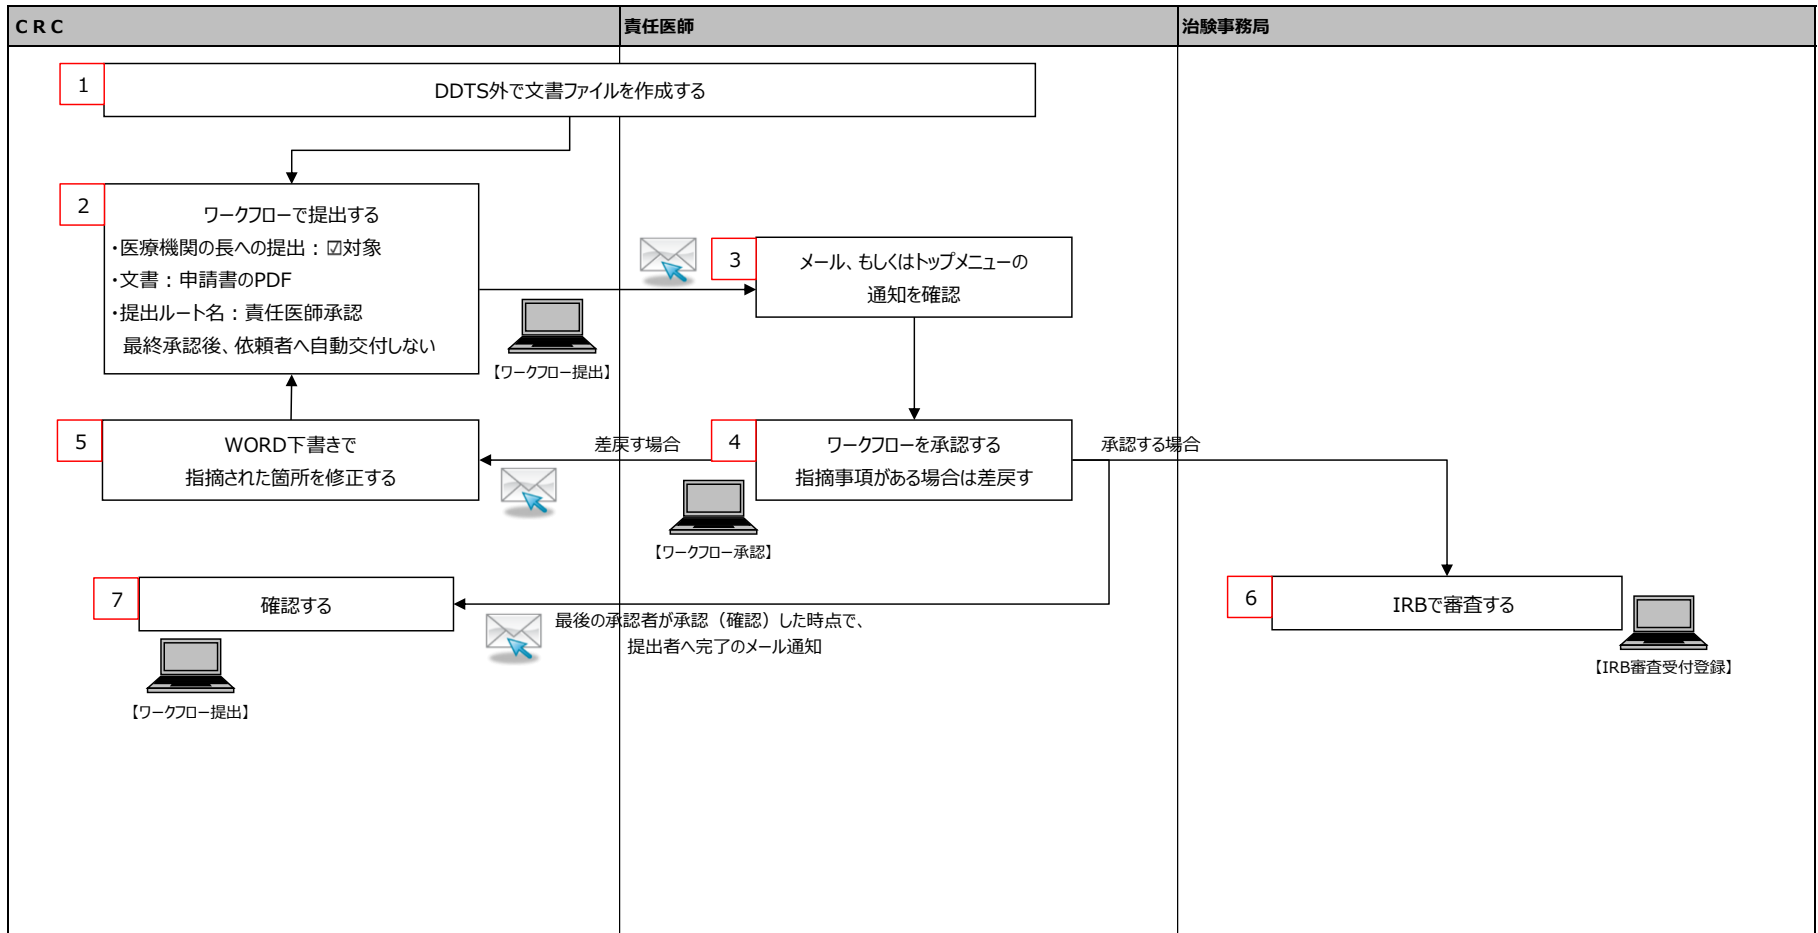 ＣＲＣ
責任医師
治験事務局
1
DDTS外で文書ファイルを作成する
2
ワークフローで提出する
・医療機関の長への提出：☑対象
・文書：申請書のPDF
・提出ルート名：責任医師承認
最終承認後、依頼者へ自動交付しない
【ワークフロー提出】
3
メール、もしくはトップメニューの
通知を確認
5
WORD下書きで
指摘された箇所を修正する
差戻す場合
4
ワークフローを承認する
指摘事項がある場合は差戻す
承認する場合
【ワークフロー承認】
7
確認する
最後の承認者が承認（確認）した時点で、
提出者へ完了のメール通知
【ワークフロー提出】
6
IRBで審査する
【IRB審査受付登録】